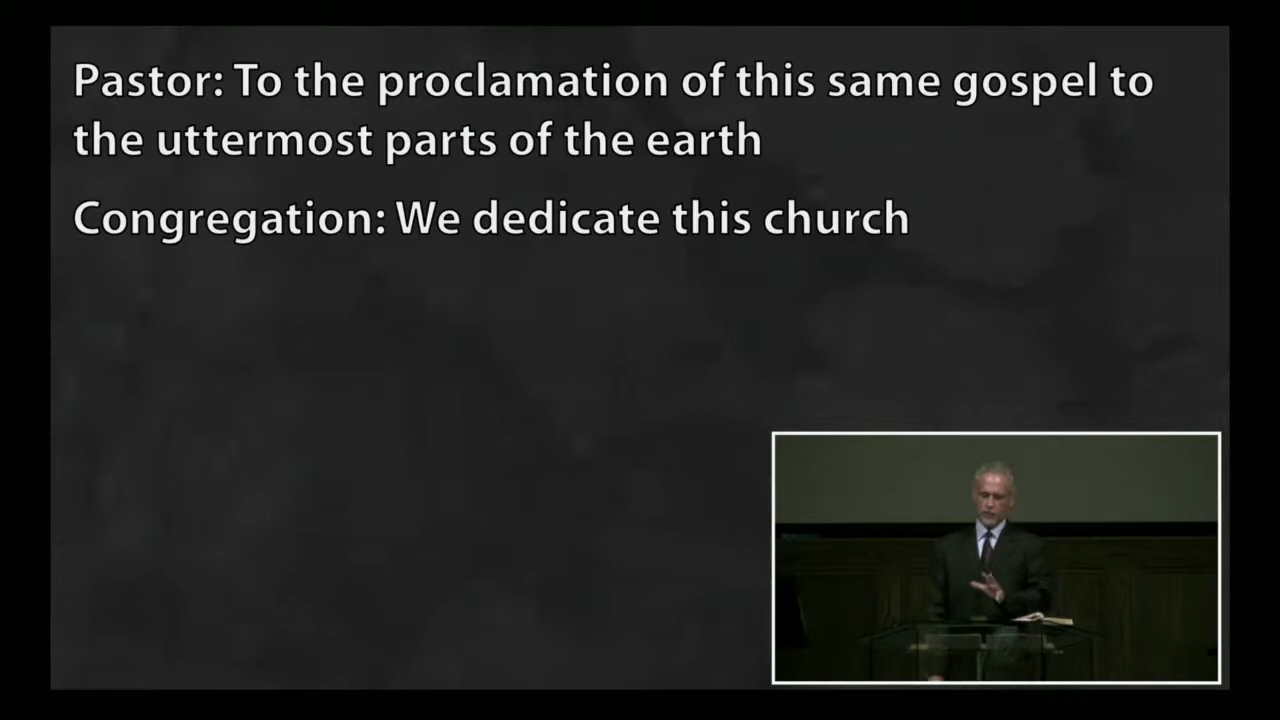 Pastor: To the proclamation of this same gospel to
the uttermost parts of the earth
Congregation: We dedicate this church